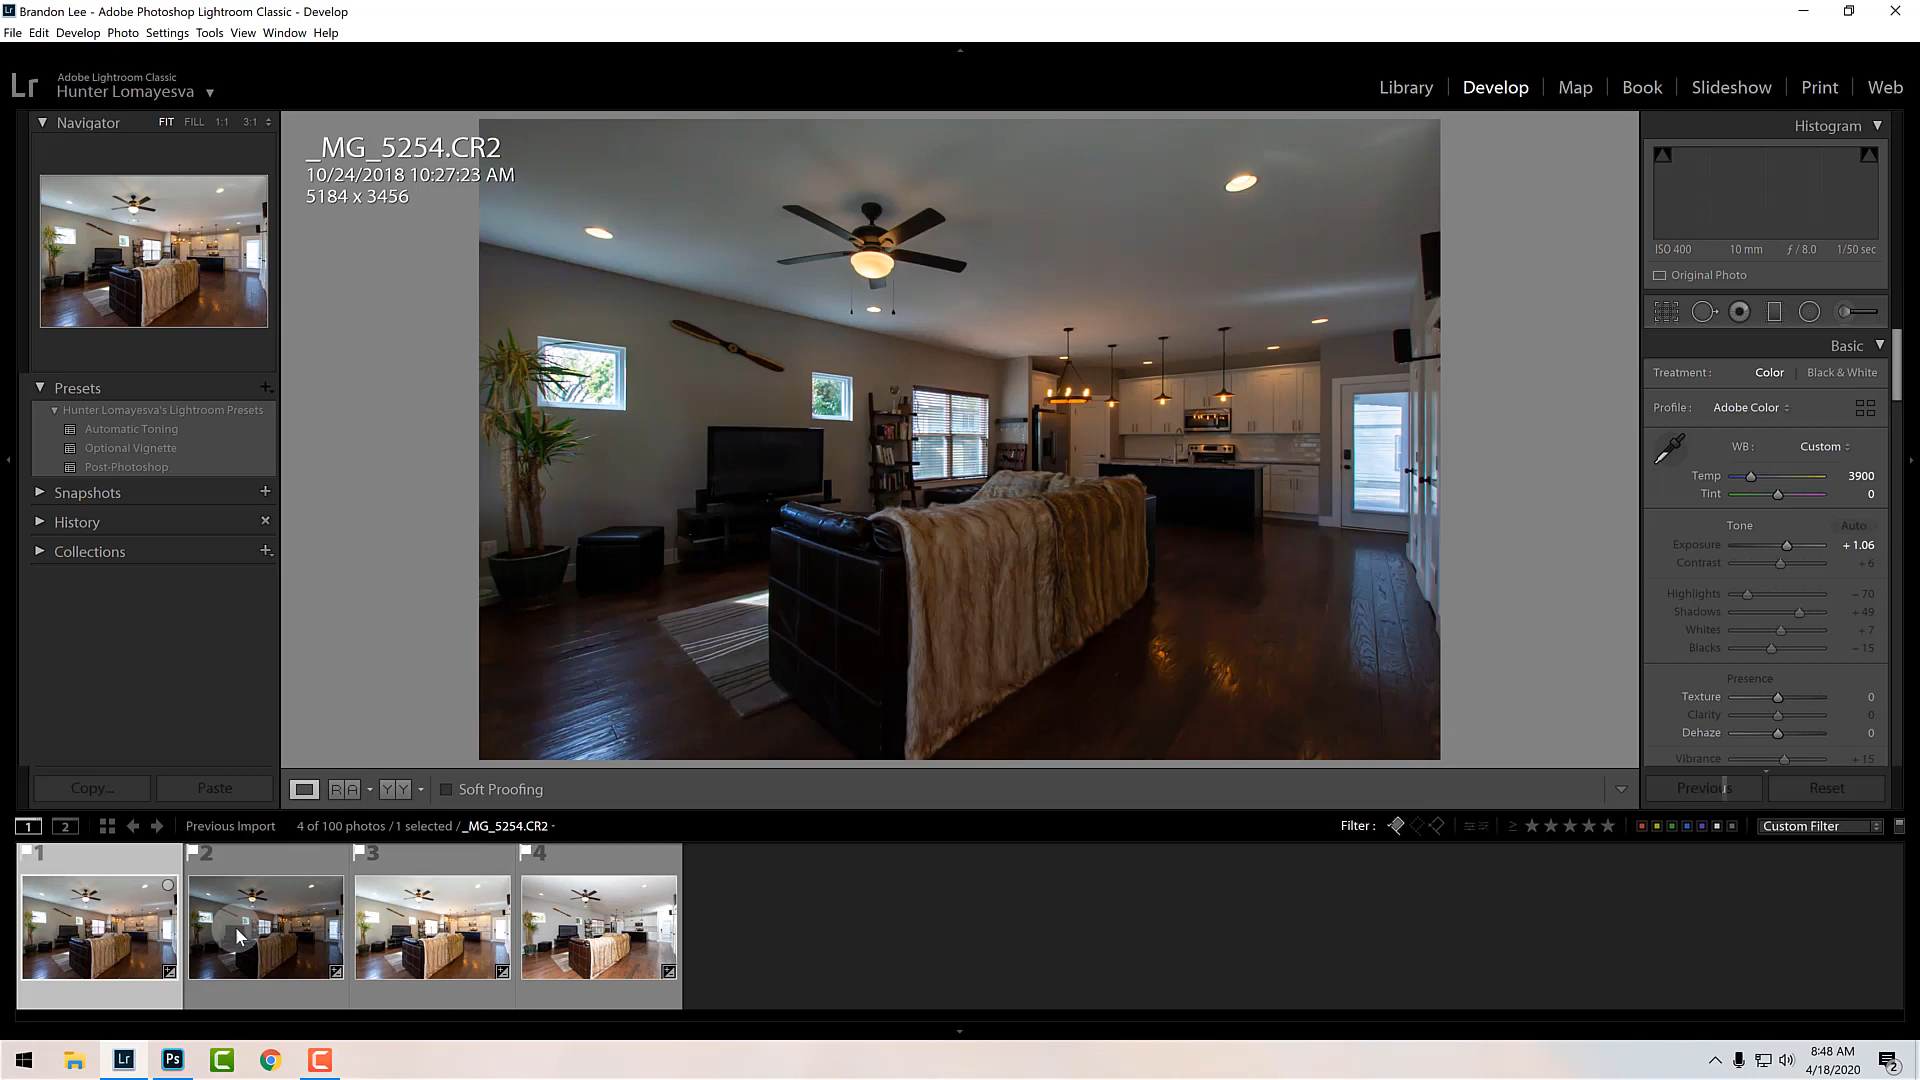 Brandon Lee - Adobe Photoshop Lightroom Classic - Develop
File Edit Develop Photo Settings Tools View Window Help
Lr
Adobe Lightroom Classic
Hunter Lomayesva
Library Develop Map Book Slideshow Print Web
Navigator FIT FILL 1:1 3:1
_MG_5254.CR2
10/24/2018 10:27:23 AM
5184 x 3456
Histogram
ISO 400 10 mm ƒ / 8.0 1/50 sec
Original Photo
Basic
Treatment : Color Black & White
Profile : Adobe Color
WB : Custom
Temp 3900
Tint 0
Tone Auto
Exposure + 1.06
Contrast + 6
Highlights - 70
Shadows + 49
Whites + 7
Blacks - 15
Presence
Texture 0
Clarity 0
Dehaze 0
Vibrance + 15
Previous Reset
Presets
Hunter Lomayesva's Lightroom Presets
Automatic Toning
Optional Vignette
Post-Photoshop
Snapshots
History
Collections
Copy... Paste
R A Y Y Soft Proofing
1 2 Previous Import 4 of 100 photos / 1 selected / _MG_5254.CR2
Filter : Custom Filter
1 2 3 4
Lr Ps C C
8:48 AM
4/18/2020
2